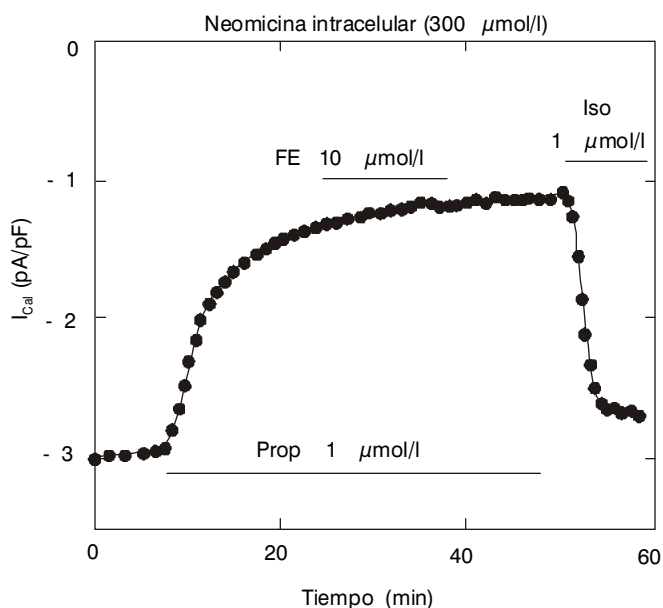 Neomicina intracelular (300 µmol/l)
0
Iso
1 µmol/l
FE 10 µmol/l
- 1
I_Cal (pA/pF)
- 2
- 3
Prop 1 µmol/l
0 20 40 60
Tiempo (min)